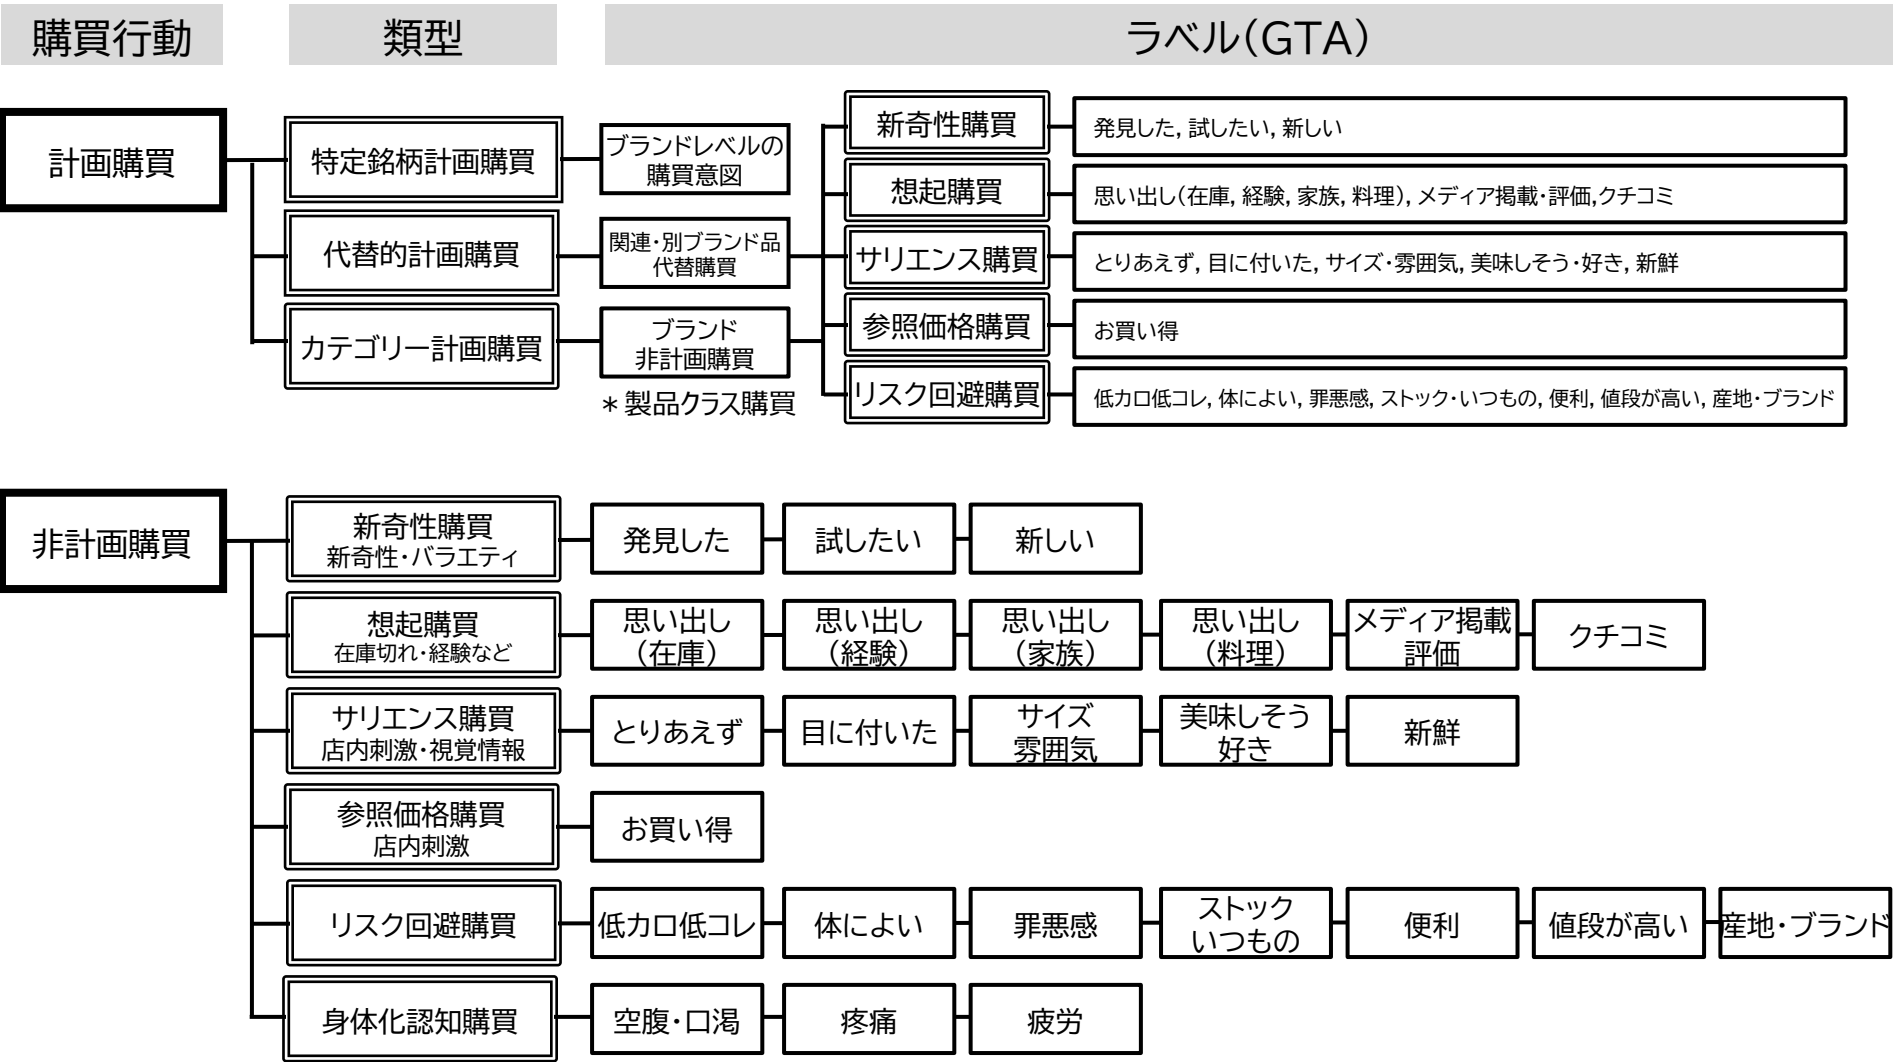 購買行動
類型
ラベル(GTA)
計画購買
特定銘柄計画購買
ブランドレベルの
購買意図
代替的計画購買
関連・別ブランド品
代替購買
カテゴリー計画購買
ブランド
非計画購買
＊製品クラス購買
新奇性購買
発見した, 試したい, 新しい
想起購買
思い出し(在庫, 経験, 家族, 料理), メディア掲載・評価,クチコミ
サリエンス購買
とりあえず, 目に付いた, サイズ・雰囲気, 美味しそう・好き, 新鮮
参照価格購買
お買い得
リスク回避購買
低カロ低コレ, 体によい, 罪悪感, ストック・いつもの, 便利, 値段が高い, 産地・ブランド
非計画購買
新奇性購買
新奇性・バラエティ
発見した
試したい
新しい
想起購買
在庫切れ・経験など
思い出し
(在庫)
思い出し
(経験)
思い出し
(家族)
思い出し
(料理)
メディア掲載
評価
クチコミ
サリエンス購買
店内刺激・視覚情報
とりあえず
目に付いた
サイズ
雰囲気
美味しそう
好き
新鮮
参照価格購買
店内刺激
お買い得
リスク回避購買
低カロ低コレ
体によい
罪悪感
ストック
いつもの
便利
値段が高い
産地・ブランド
身体化認知購買
空腹・口渇
疼痛
疲労